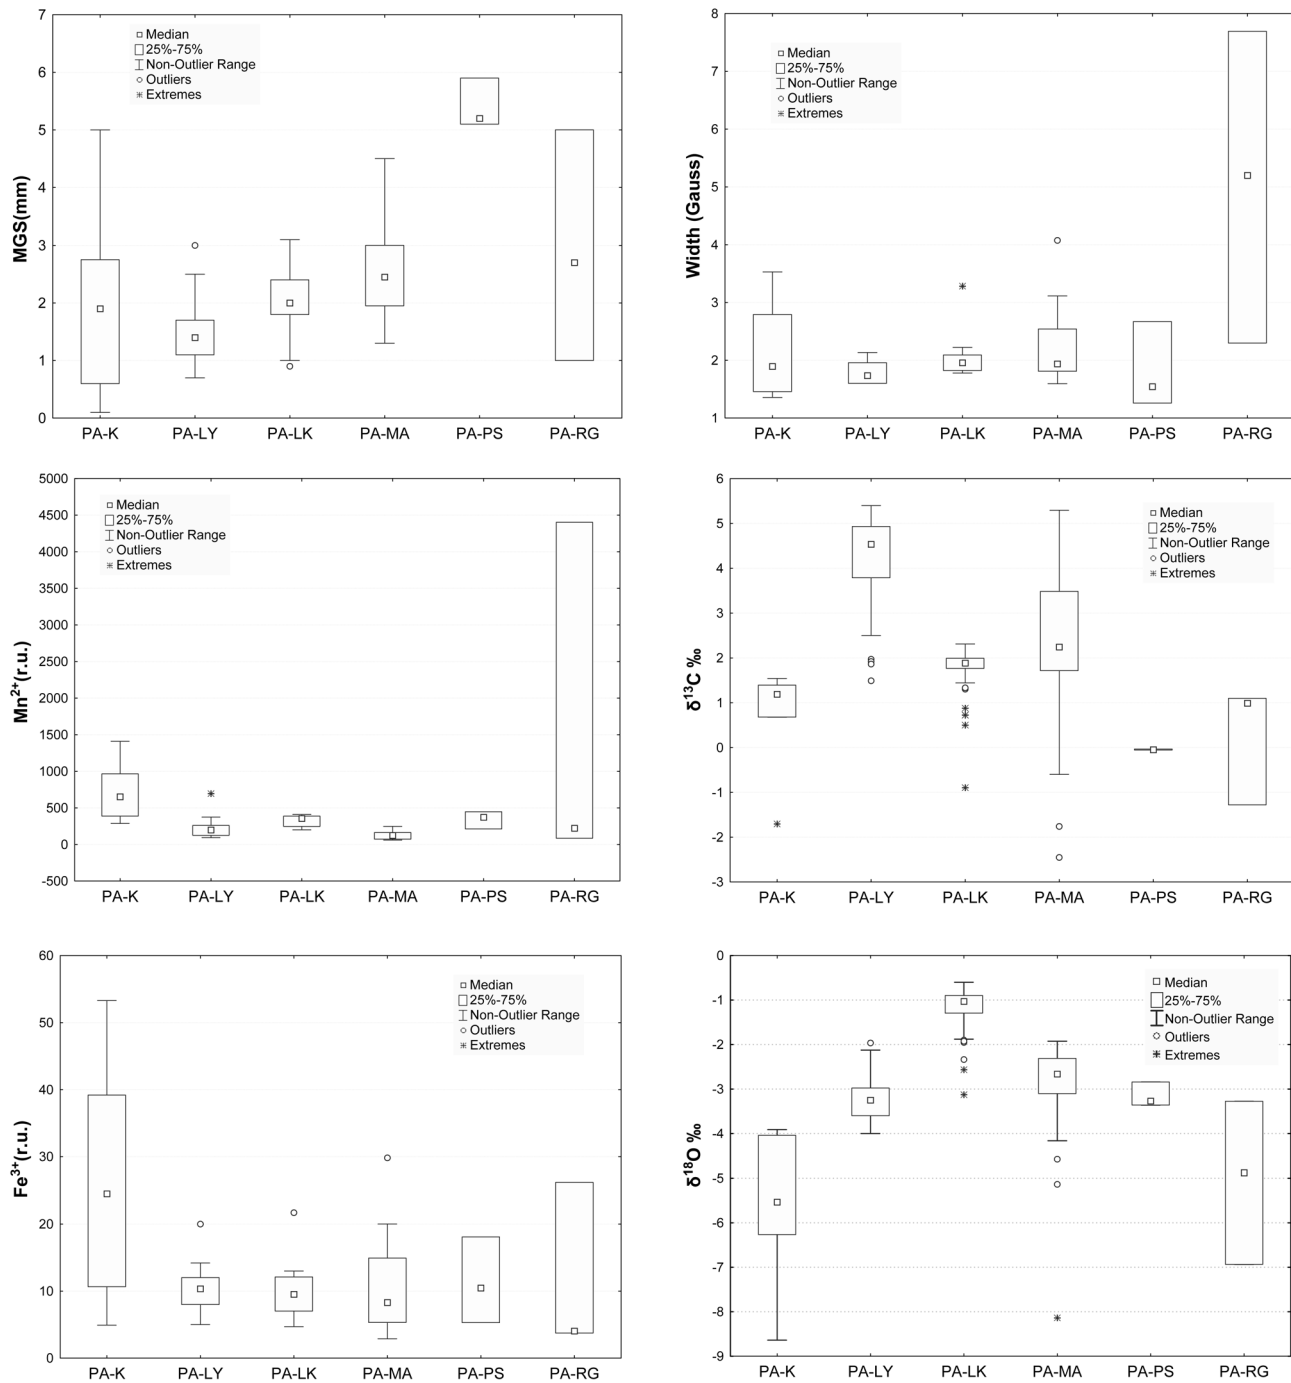 MGS(mm)
7
6
5
4
3
2
1
0
Median
25%-75%
Non-Outlier Range
Outliers
Extremes
PA-K PA-LY PA-LK PA-MA PA-PS PA-RG
Width (Gauss)
8
7
6
5
4
3
2
1
Median
25%-75%
Non-Outlier Range
Outliers
Extremes
PA-K PA-LY PA-LK PA-MA PA-PS PA-RG
Mn²⁺(r.u.)
5000
4500
4000
3500
3000
2500
2000
1500
1000
500
0
-500
Median
25%-75%
Non-Outlier Range
Outliers
Extremes
PA-K PA-LY PA-LK PA-MA PA-PS PA-RG
δ¹³C ‰
6
5
4
3
2
1
0
-1
-2
-3
Median
25%-75%
Non-Outlier Range
Outliers
Extremes
PA-K PA-LY PA-LK PA-MA PA-PS PA-RG
Fe³⁺(r.u.)
60
50
40
30
20
10
0
Median
25%-75%
Non-Outlier Range
Outliers
Extremes
PA-K PA-LY PA-LK PA-MA PA-PS PA-RG
δ¹⁸O ‰
0
-1
-2
-3
-4
-5
-6
-7
-8
-9
Median
25%-75%
Non-Outlier Range
Outliers
Extremes
PA-K PA-LY PA-LK PA-MA PA-PS PA-RG